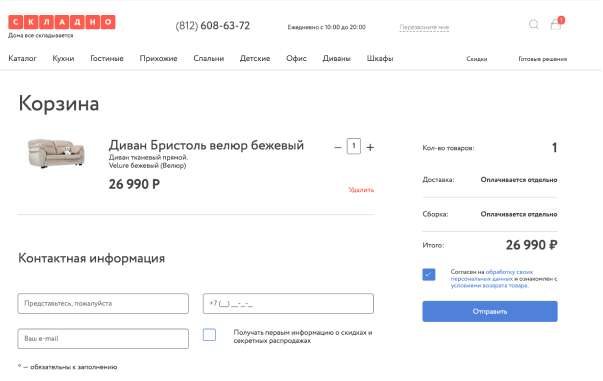 СКЛАДНО
Дома все складывается
(812) 608-63-72
Ежедневно с 10:00 до 20:00
Перезвоните мне
1
Каталог Кухни Гостиные Прихожие Спальни Детские Офис Диваны Шкафы Скидки Готовые решения
Корзина
Диван Бристоль велюр бежевый
Диван тканевый прямой.
Velure бежевый (Велюр)
26 990 Р
— 1 +
Удалить
Кол-во товаров: 1
Доставка: Оплачивается отдельно
Сборка: Оплачивается отдельно
Итого: 26 990 ₽
Согласен на обработку своих
персональных данных и ознакомлен с
условиями возврата товара.
Отправить
Контактная информация
Представьтесь, пожалуйста
+7 (__) __-_-_
Ваш e-mail
Получать первым информацию о скидках и
секретных распродажах
* — обязательны к заполнению